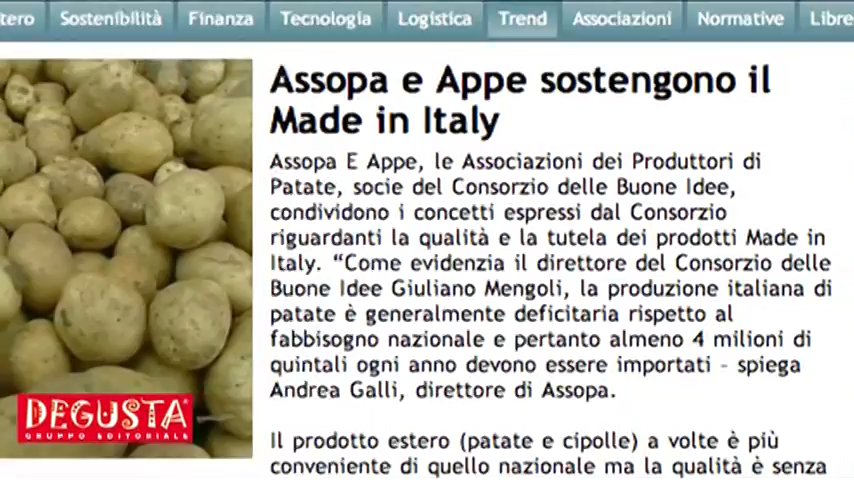 tero Sostenibilità Finanza Tecnologia Logistica Trend Associazioni Normative Libre
Assopa e Appe sostengono il
Made in Italy
Assopa E Appe, le Associazioni dei Produttori di
Patate, socie del Consorzio delle Buone Idee,
condividono i concetti espressi dal Consorzio
riguardanti la qualità e la tutela dei prodotti Made in
Italy. “Come evidenzia il direttore del Consorzio delle
Buone Idee Giuliano Mengoli, la produzione italiana di
patate è generalmente deficitaria rispetto al
fabbisogno nazionale e pertanto almeno 4 milioni di
quintali ogni anno devono essere importati - spiega
Andrea Galli, direttore di Assopa.
Il prodotto estero (patate e cipolle) a volte è più
conveniente di quello nazionale ma la qualità è senza
DEGUSTA
GRUPPO EDITORIALE